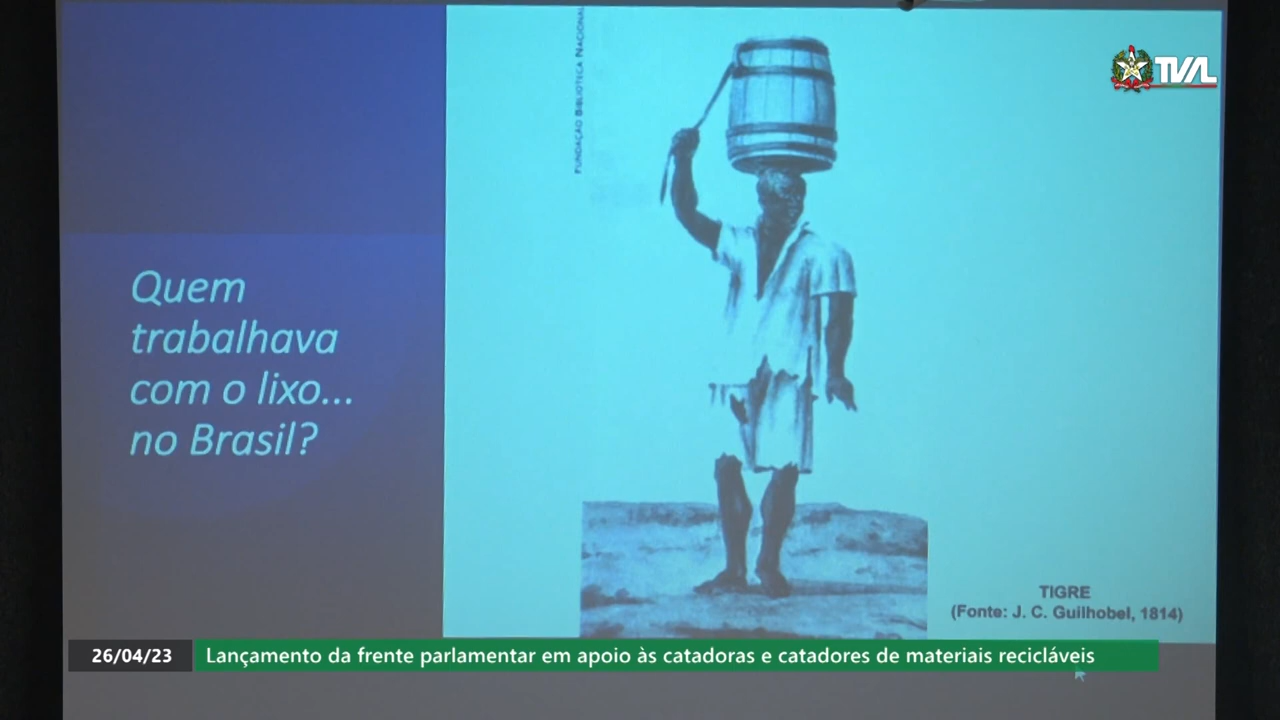 FUNDAÇÃO BIBLIOTECA NACIONAL
TVAL
Quem
trabalhava
com o lixo...
no Brasil?
TIGRE
(Fonte: J. C. Guilhobel, 1814)
26/04/23
Lançamento da frente parlamentar em apoio às catadoras e catadores de materiais recicláveis